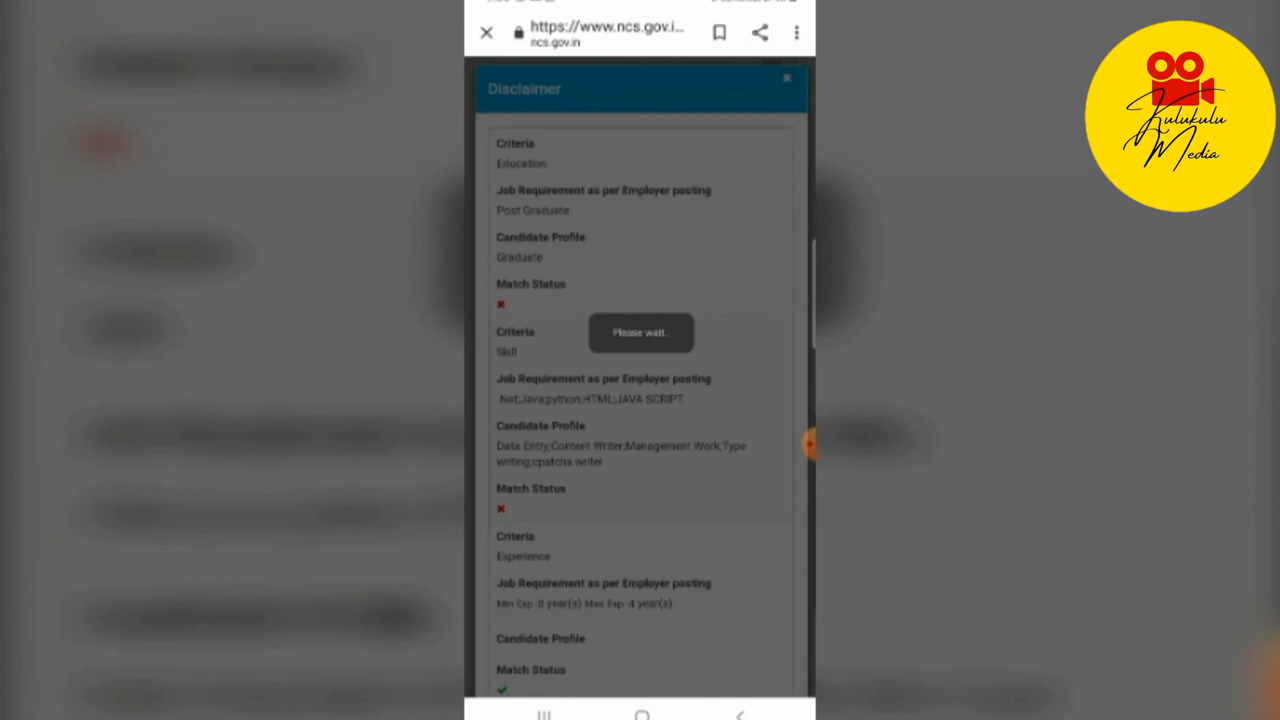 https://www.ncs.gov.i...
ncs.gov.in
Disclaimer
Criteria
Education
Job Requirement as per Employer posting
Post Graduate
Candidate Profile
Graduate
Match Status
Criteria
Skill
Please wait..
Job Requirement as per Employer posting
.Net;Java;python,HTML;JAVA SCRIPT.
Candidate Profile
Data Entry;Content Writer;Management Work;Type
writing;cpatcha writer
Match Status
Criteria
Experience
Job Requirement as per Employer posting
Min Exp :0 year(s) Max Exp :4 year(s)
Candidate Profile
Match Status
Kulukulu
Media